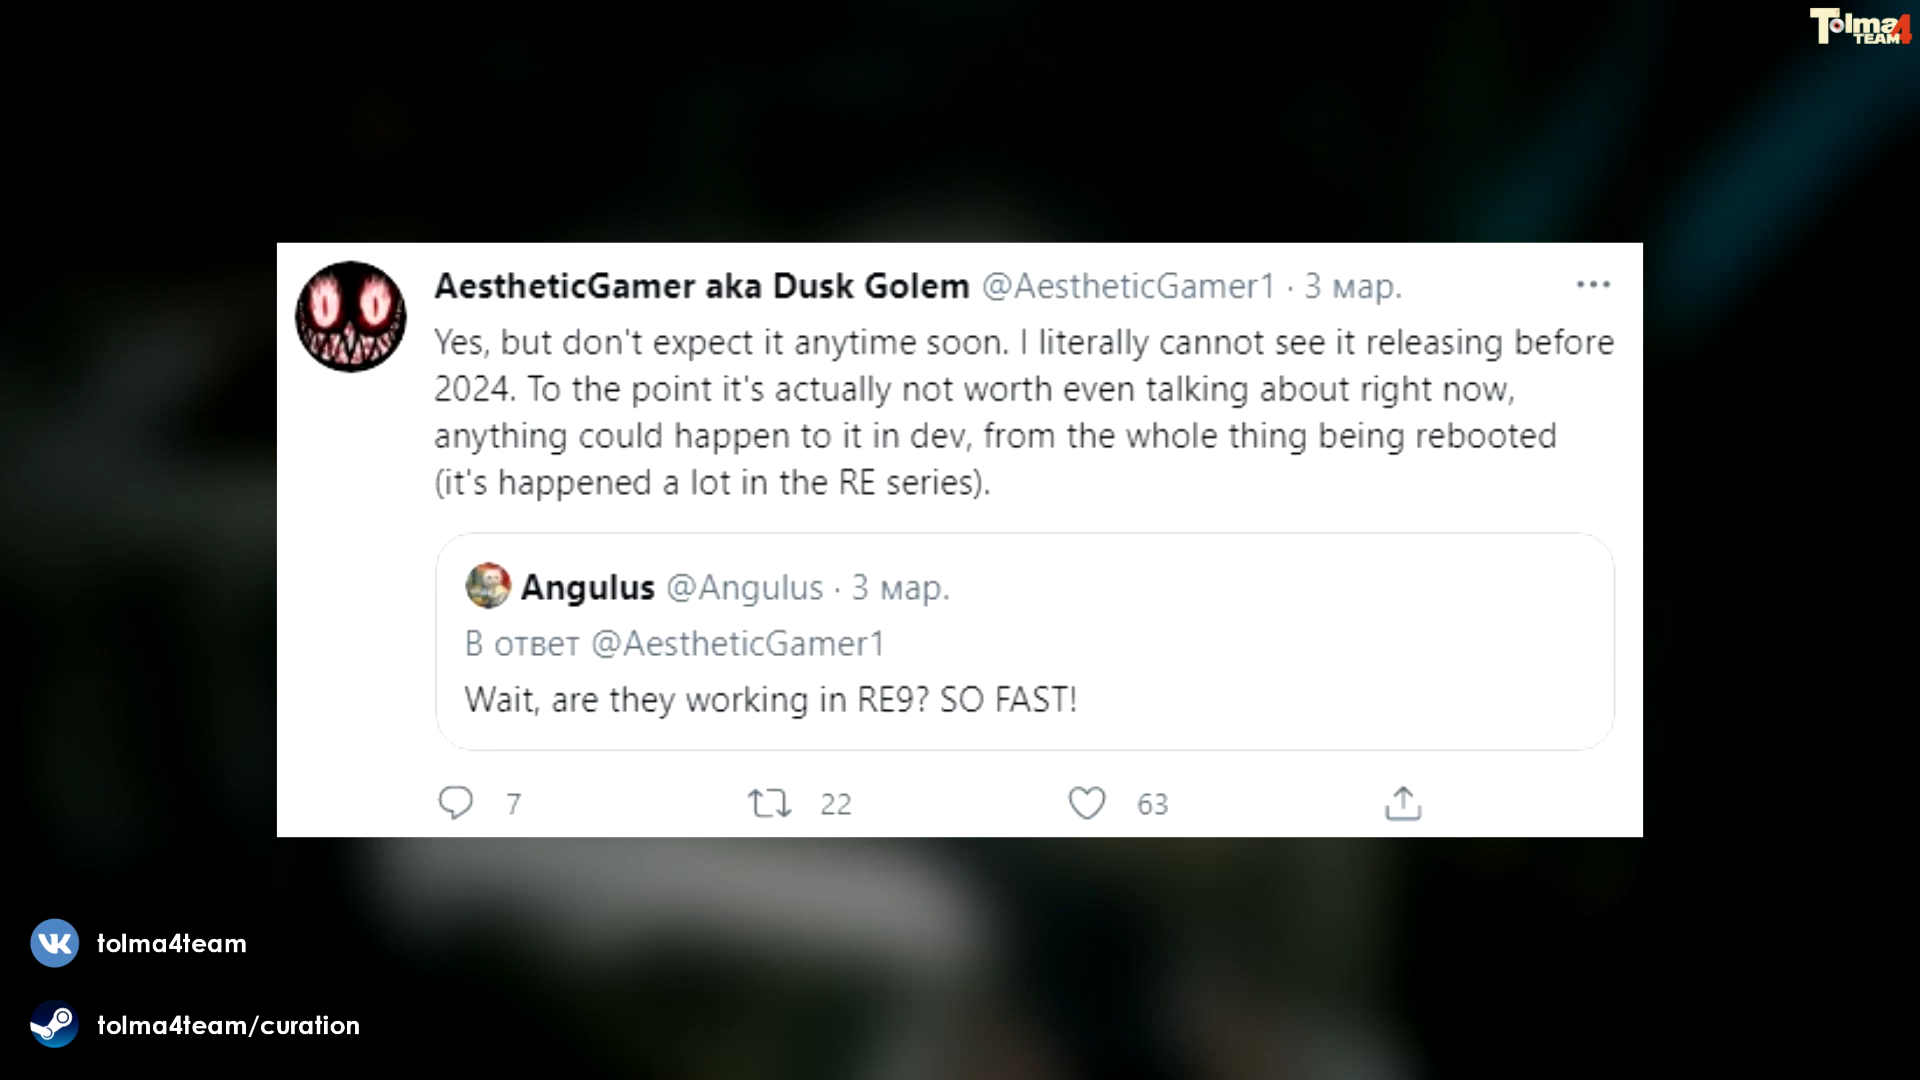 Tolma4
TEAM
AestheticGamer aka Dusk Golem @AestheticGamer1 · 3 мар.
Yes, but don't expect it anytime soon. I literally cannot see it releasing before
2024. To the point it's actually not worth even talking about right now,
anything could happen to it in dev, from the whole thing being rebooted
(it's happened a lot in the RE series).
Angulus @Angulus · 3 мар.
В ответ @AestheticGamer1
Wait, are they working in RE9? SO FAST!
7 22 63
tolma4team
tolma4team/curation